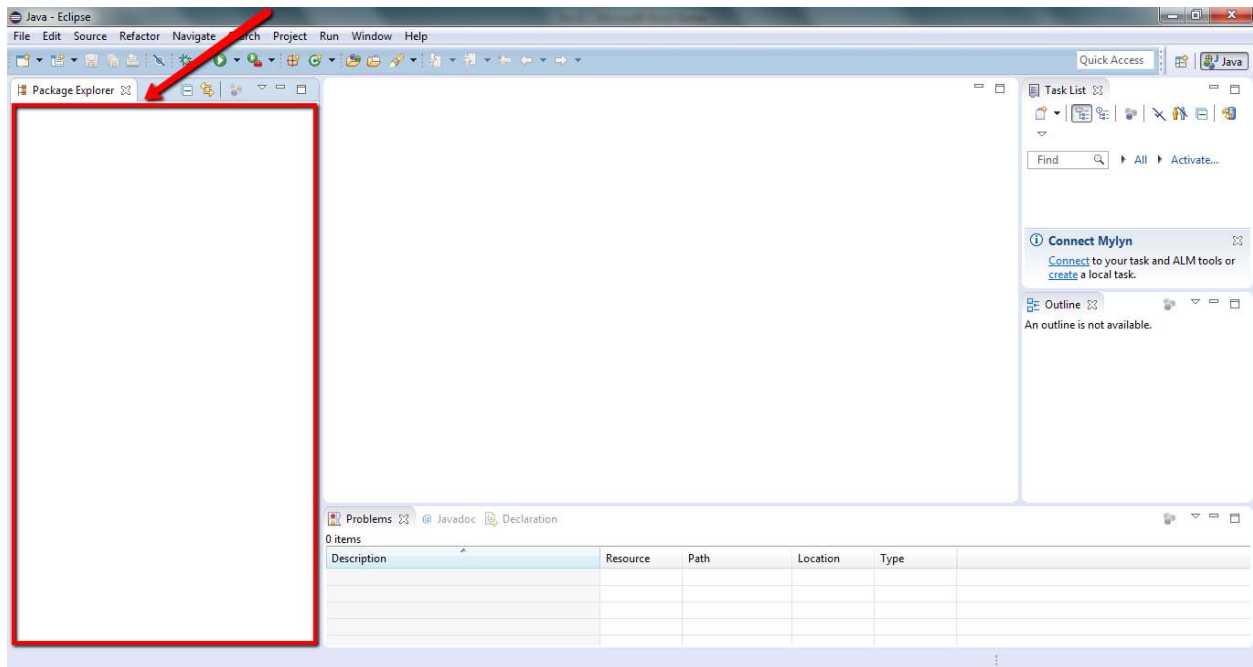 Java - Eclipse
File Edit Source Refactor Navigate Project Run Window Help
Quick Access Java
Package Explorer
Task List
Find All Activate...
Connect Mylyn
Connect to your task and ALM tools or
create a local task.
Outline
An outline is not available.
Problems @ Javadoc Declaration
0 items
Description Resource Path Location Type